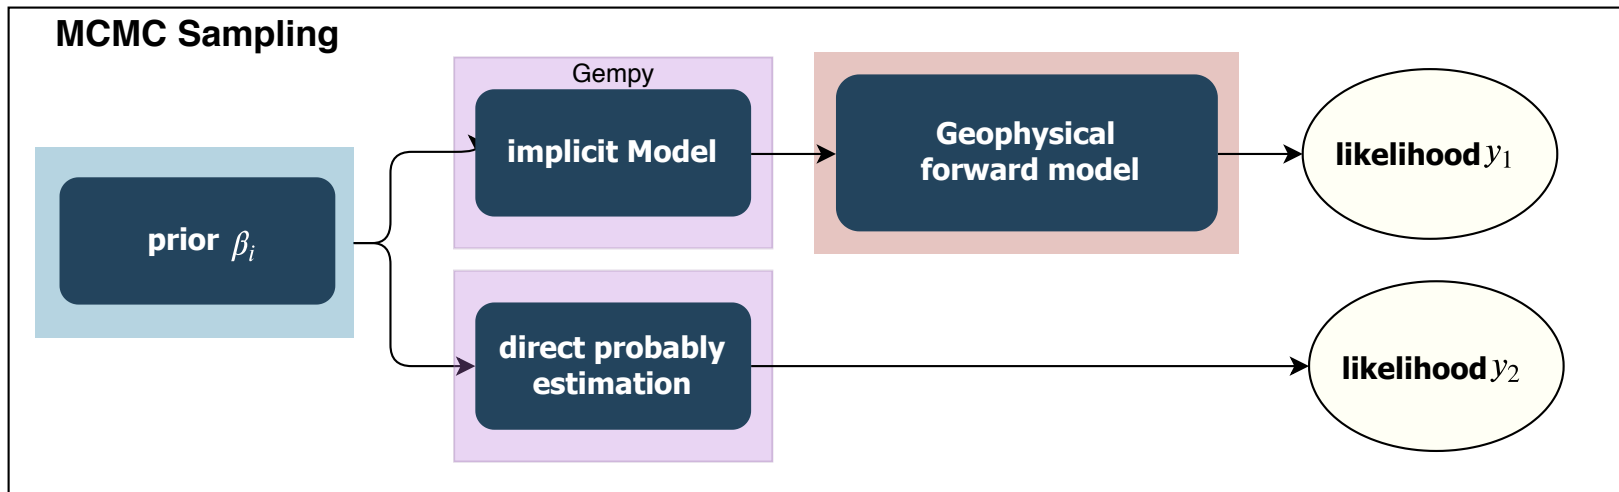 MCMC Sampling
Gempy
implicit Model
Geophysical
forward model
likelihood y₁
prior βᵢ
direct probably
estimation
likelihood y₂